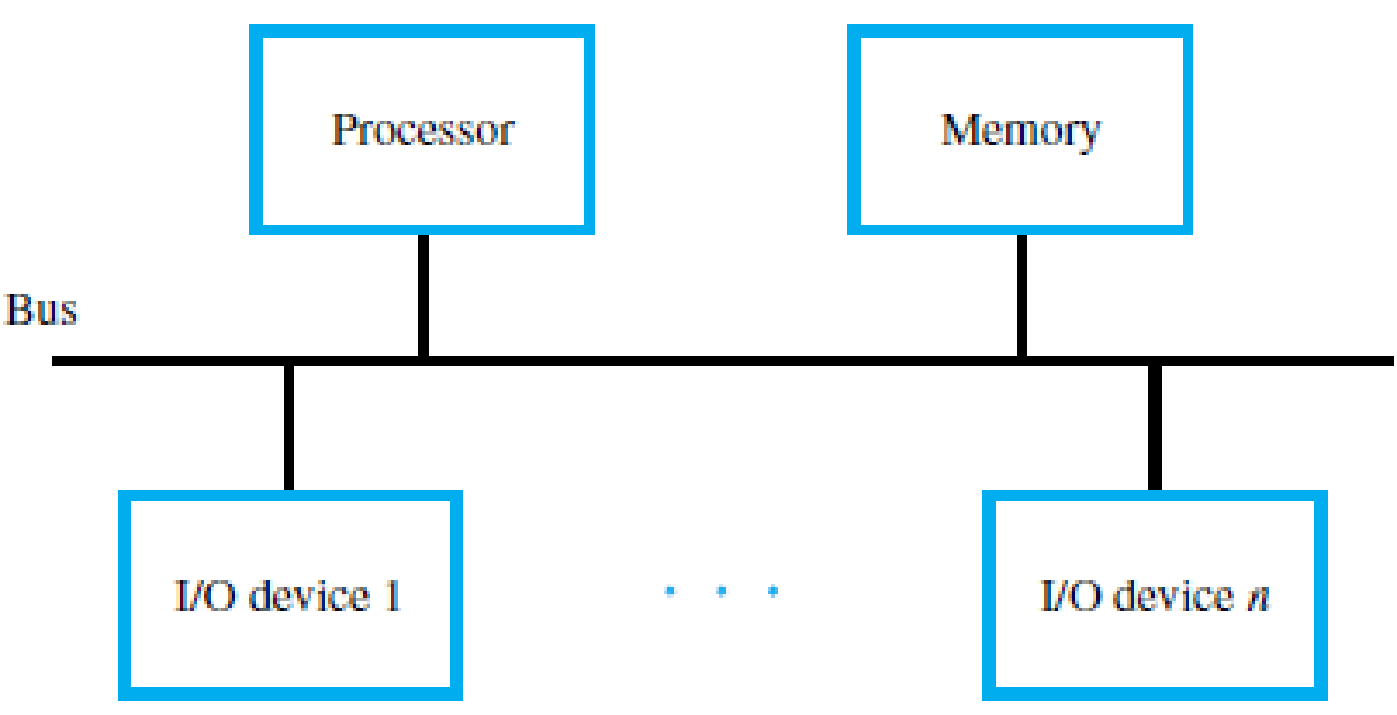 Processor
Memory
Bus
I/O device 1
. . .
I/O device n